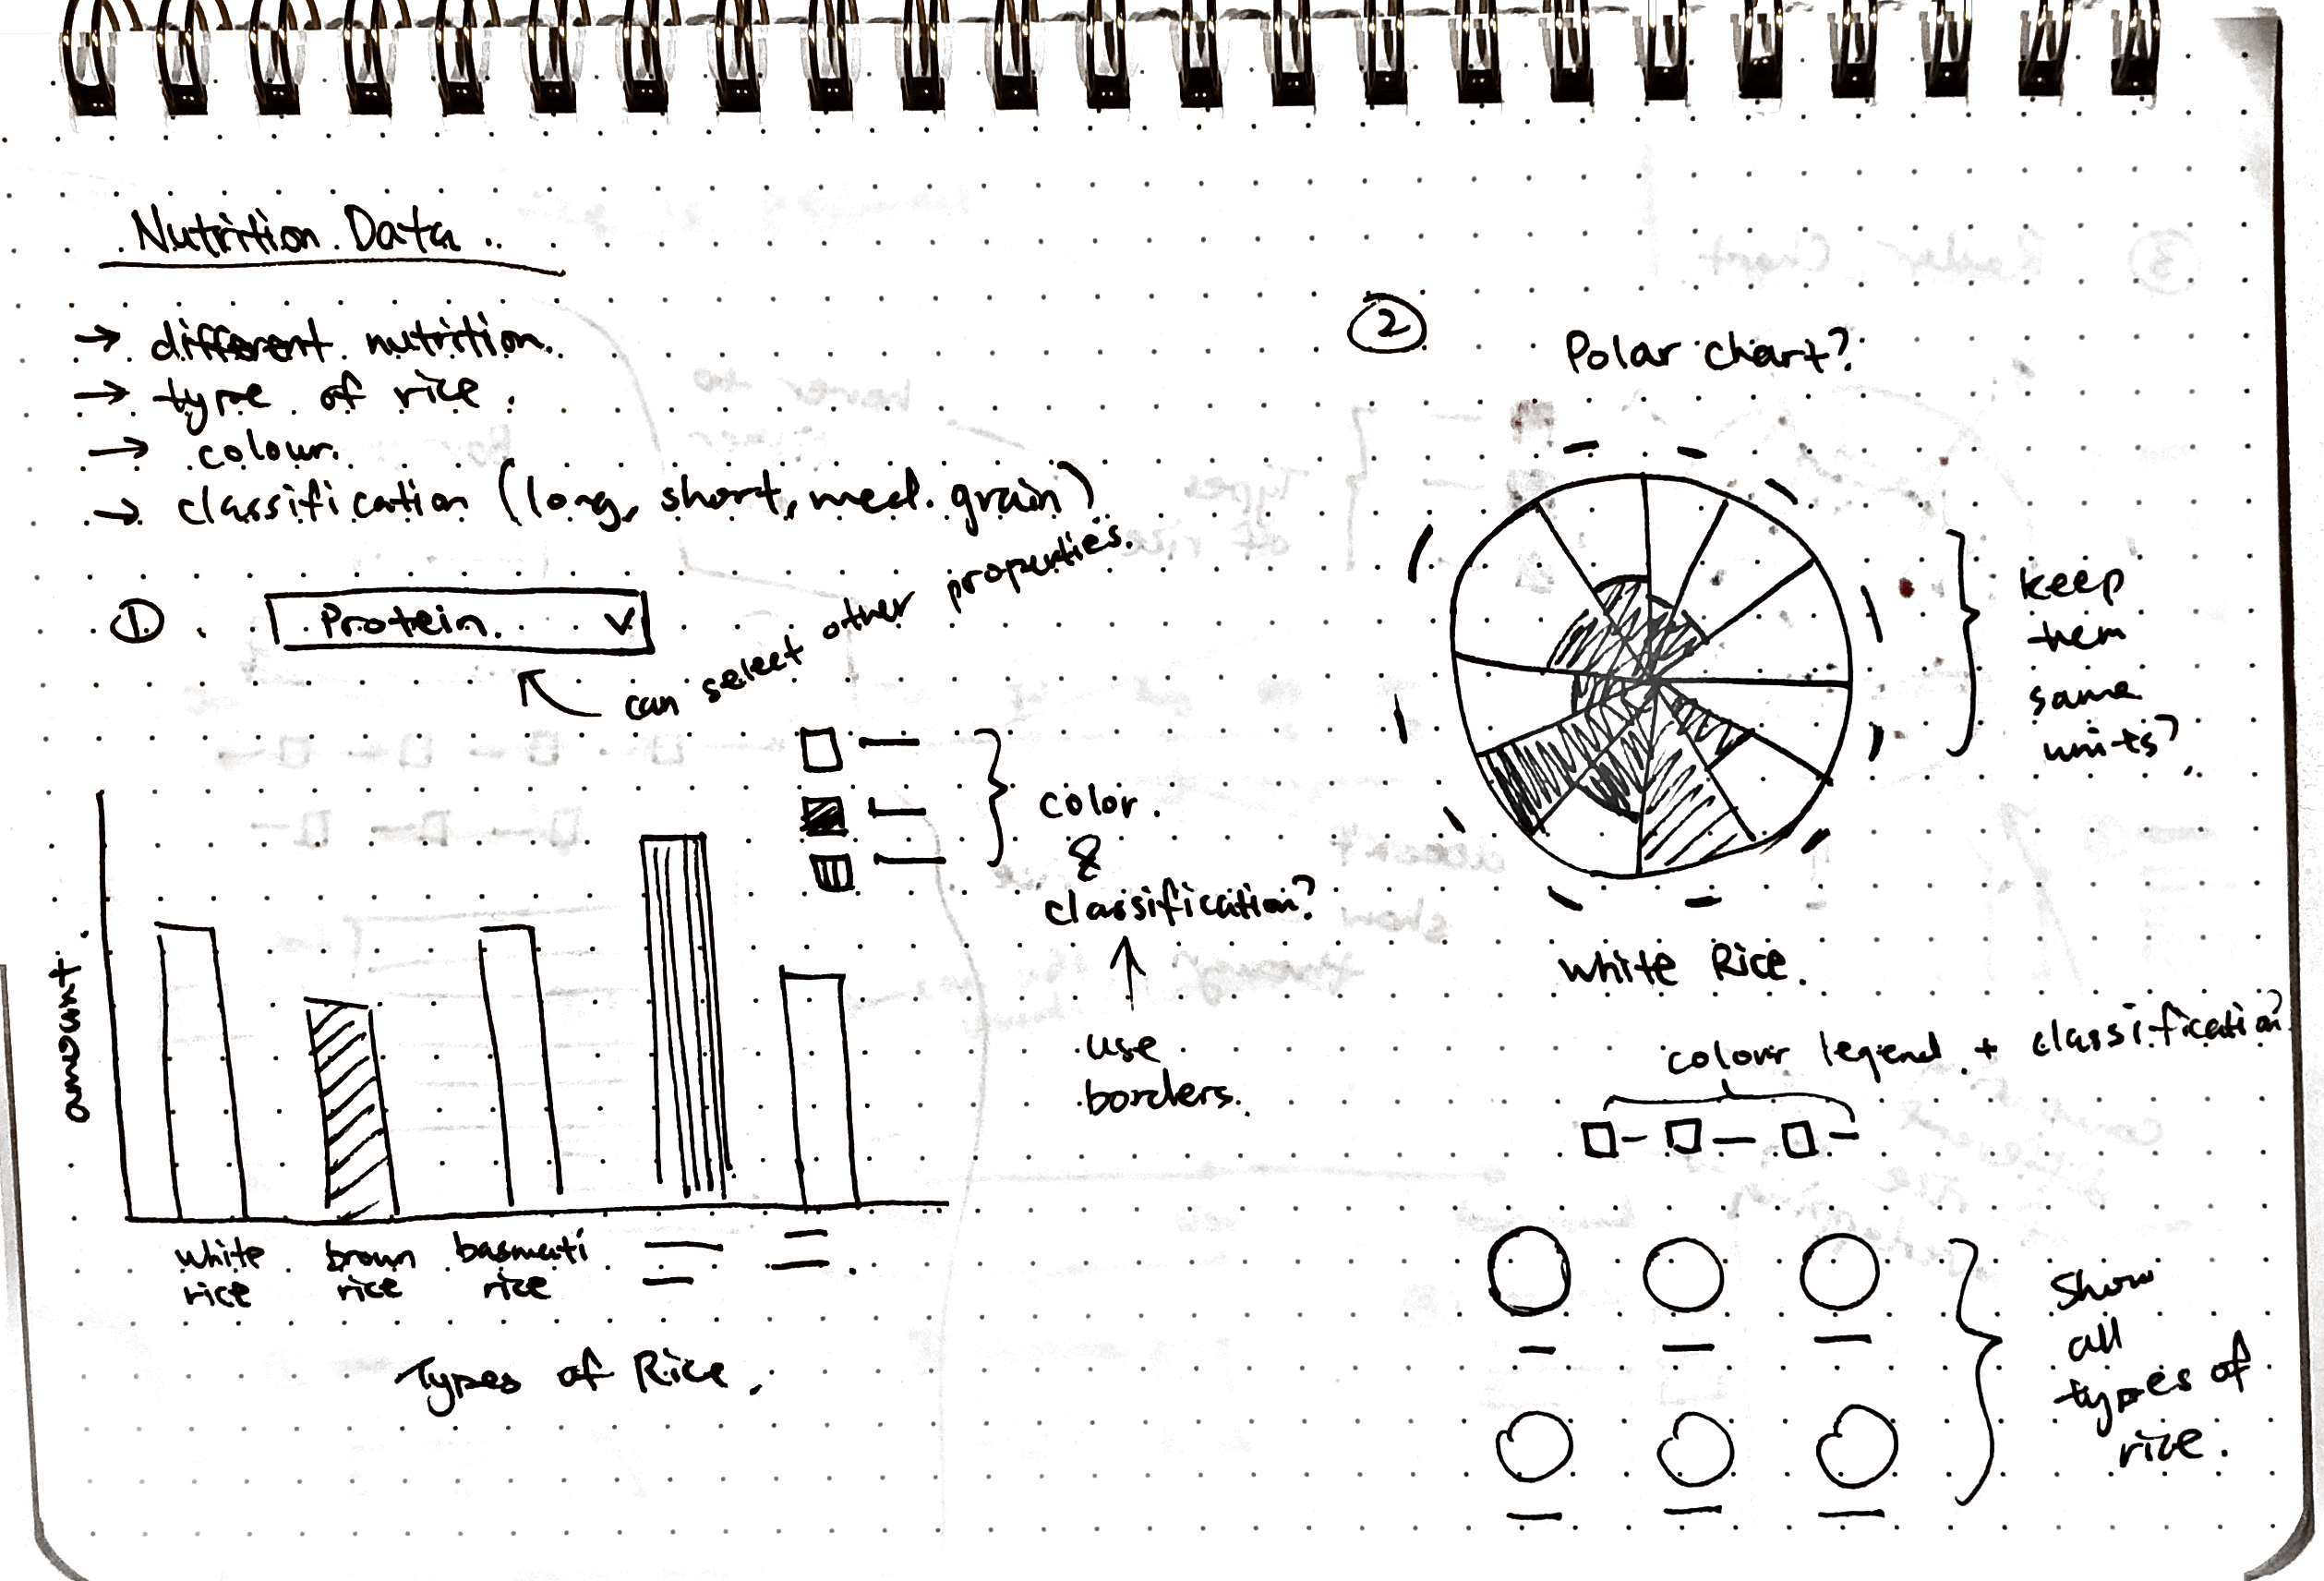 Nutrition Data
→ different nutrition.
→ type of rice.
→ colour.
→ classification (long, short, med. grain)
① Protein. ∨
can select other properties.
color.
&
classification?
↑
use
borders.
amount.
white
rice
brown
rice
basmati
rice
Types of Rice.
②
Polar chart?
keep
them
same
units?
White Rice.
colour legend + classification?
Show
all
types of
rice.